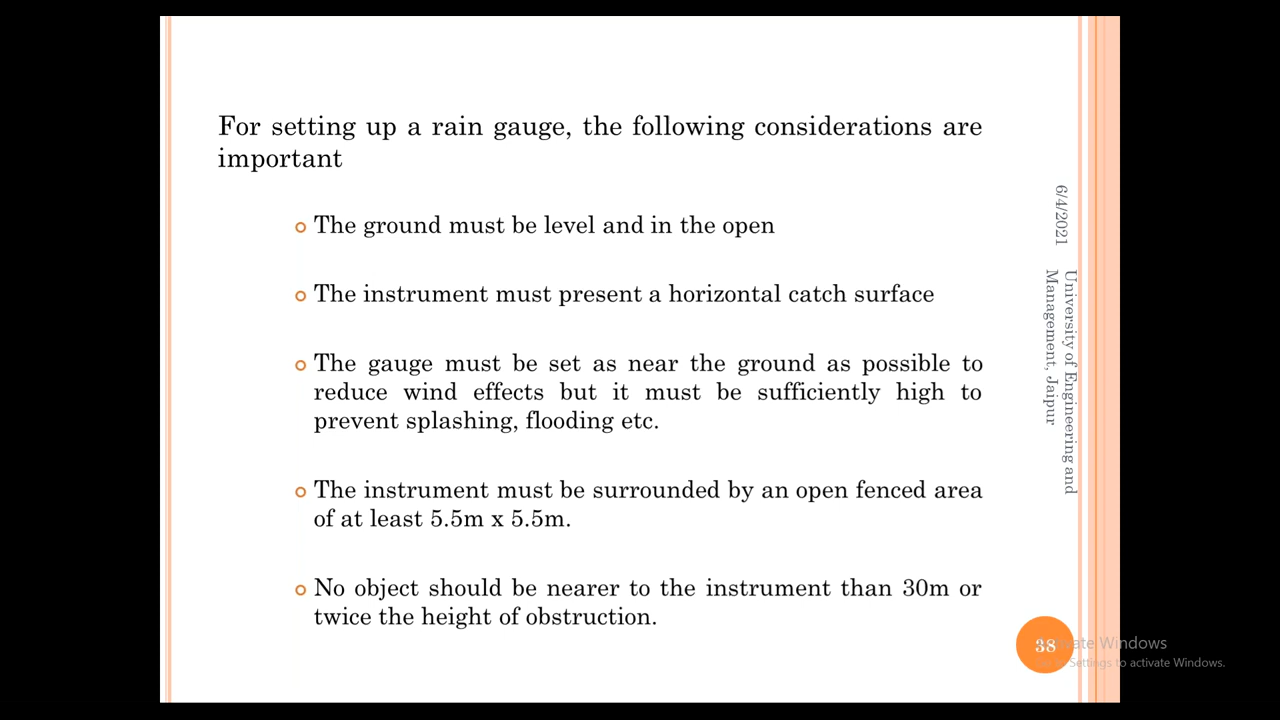 For setting up a rain gauge, the following considerations are
important
The ground must be level and in the open
The instrument must present a horizontal catch surface
The gauge must be set as near the ground as possible to
reduce wind effects but it must be sufficiently high to
prevent splashing, flooding etc.
The instrument must be surrounded by an open fenced area
of at least 5.5m x 5.5m.
No object should be nearer to the instrument than 30m or
twice the height of obstruction.
6/4/2021
University of Engineering and
Management, Jaipur
38
Windows
Settings to activate Windows.